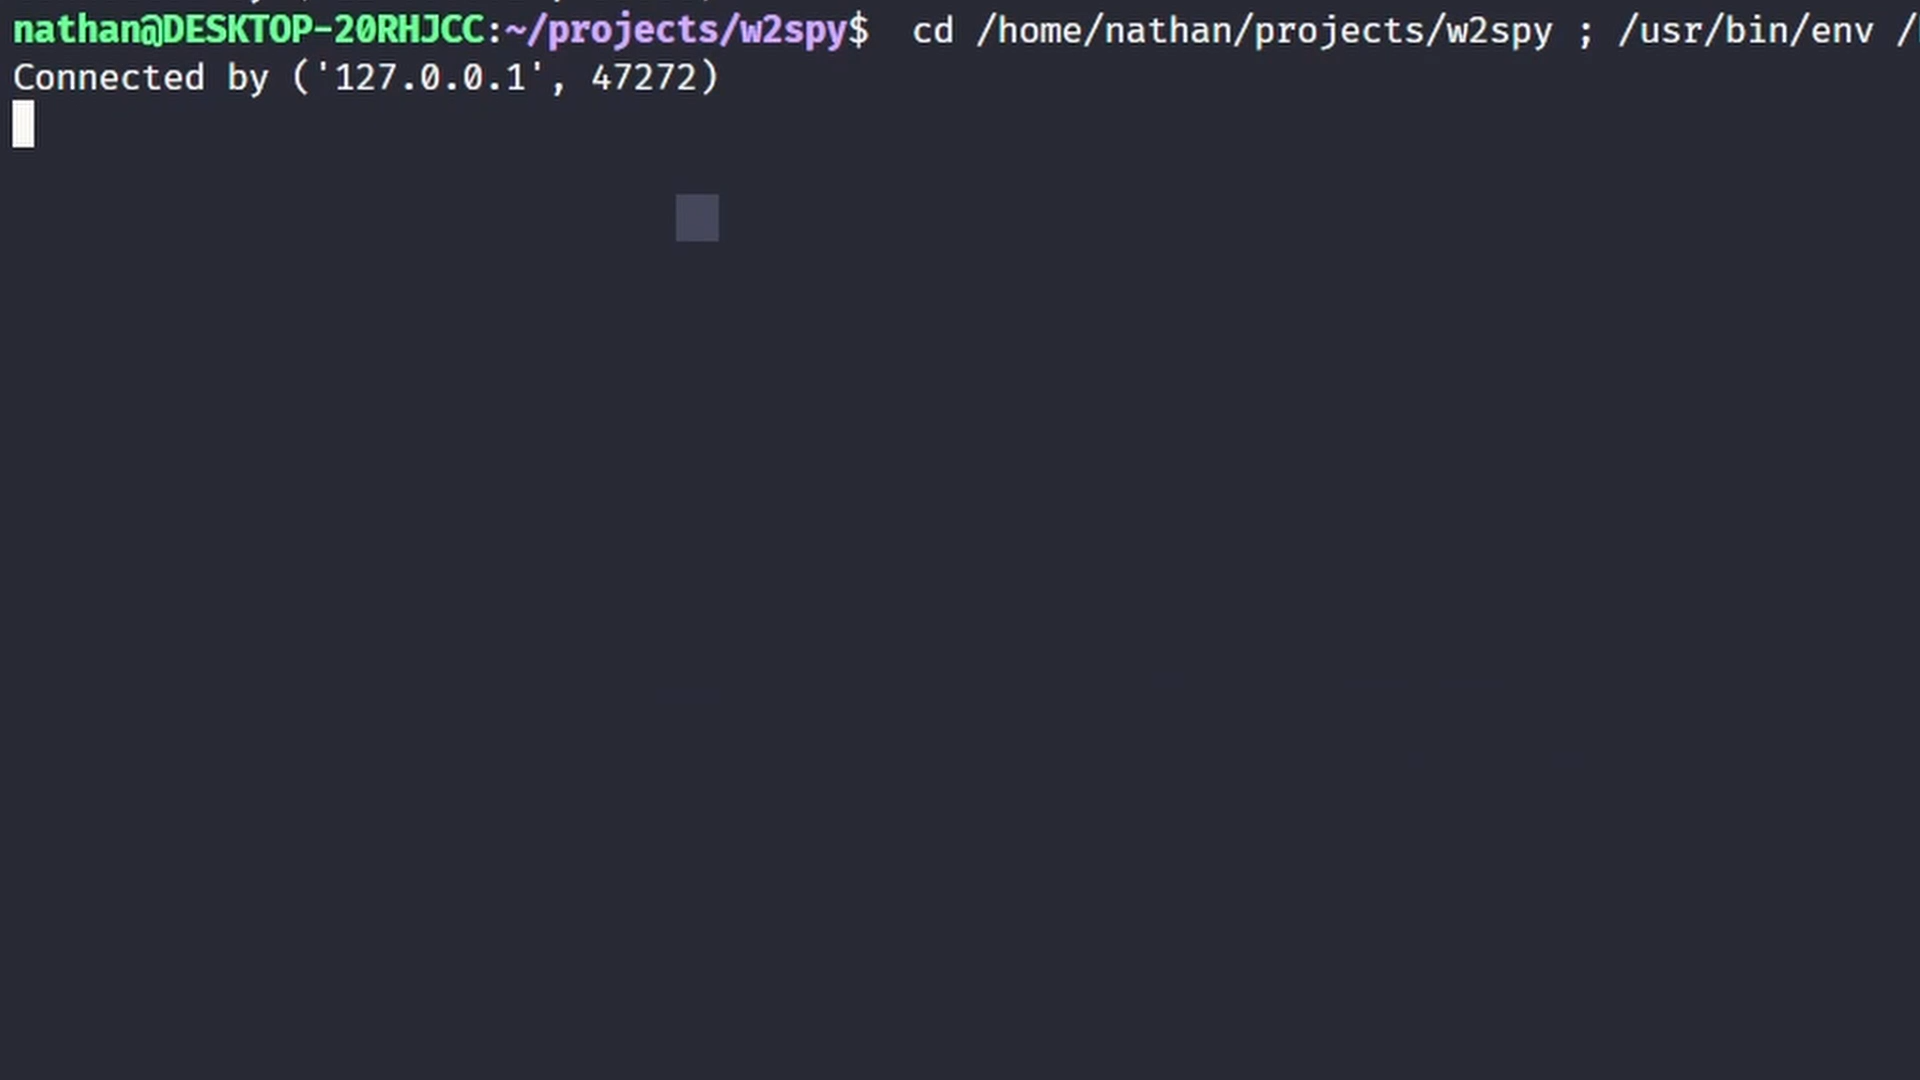 nathan@DESKTOP-20RHJCC:~/projects/w2spy$  cd /home/nathan/projects/w2spy ; /usr/bin/env /
Connected by ('127.0.0.1', 47272)